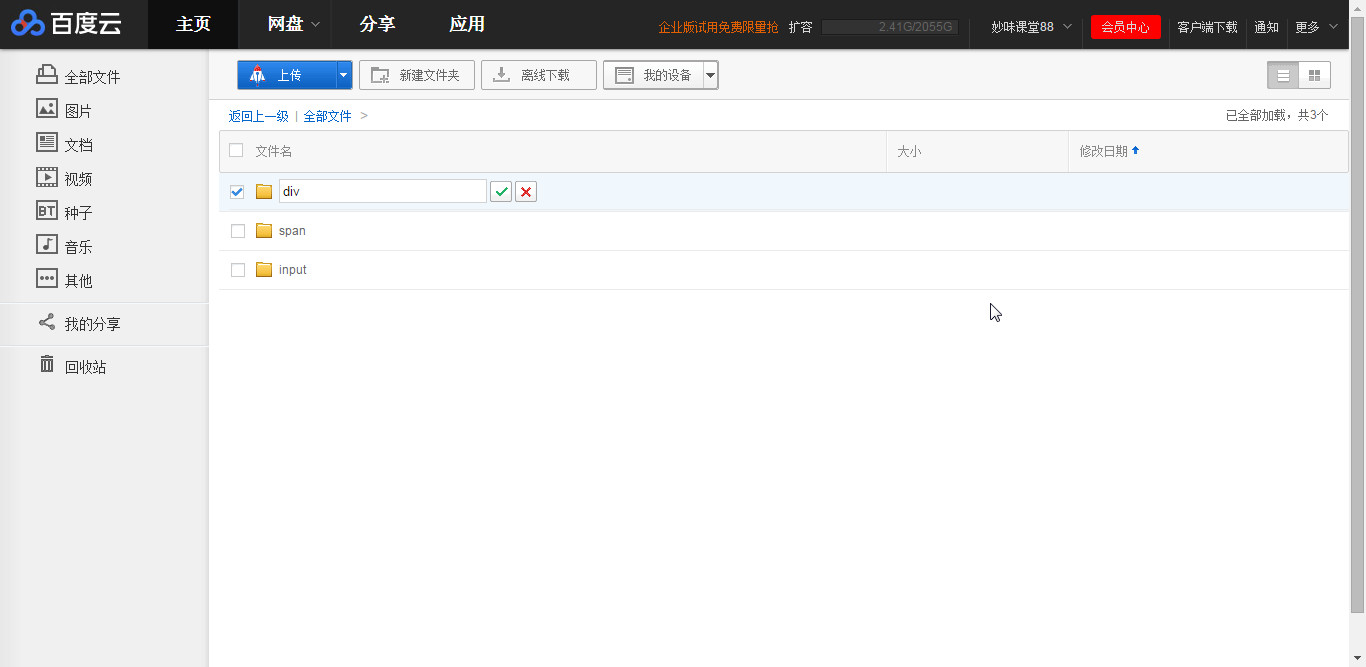 百度云 主页 网盘 分享 应用 企业版试用免费限量抢 扩容 2.41G/2055G 妙味课堂88 会员中心 客户端下载 通知 更多
全部文件
图片
文档
视频
BT 种子
音乐
其他
我的分享
回收站
上传 新建文件夹 离线下载 我的设备
返回上一级 | 全部文件 > 已全部加载，共3个
文件名 大小 修改日期
div
span
input